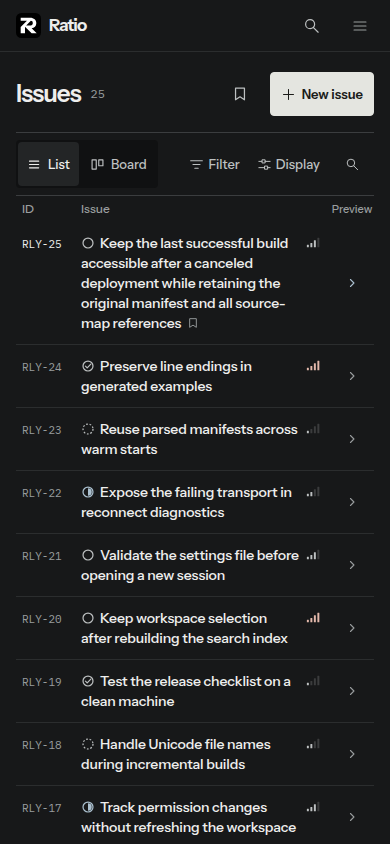 Ratio
Issues 25
New issue
List Board Filter Display
ID Issue Preview
RLY-25 Keep the last successful build
accessible after a canceled
deployment while retaining the
original manifest and all source-
map references
RLY-24 Preserve line endings in
generated examples
RLY-23 Reuse parsed manifests across
warm starts
RLY-22 Expose the failing transport in
reconnect diagnostics
RLY-21 Validate the settings file before
opening a new session
RLY-20 Keep workspace selection
after rebuilding the search index
RLY-19 Test the release checklist on a
clean machine
RLY-18 Handle Unicode file names
during incremental builds
RLY-17 Track permission changes
without refreshing the workspace